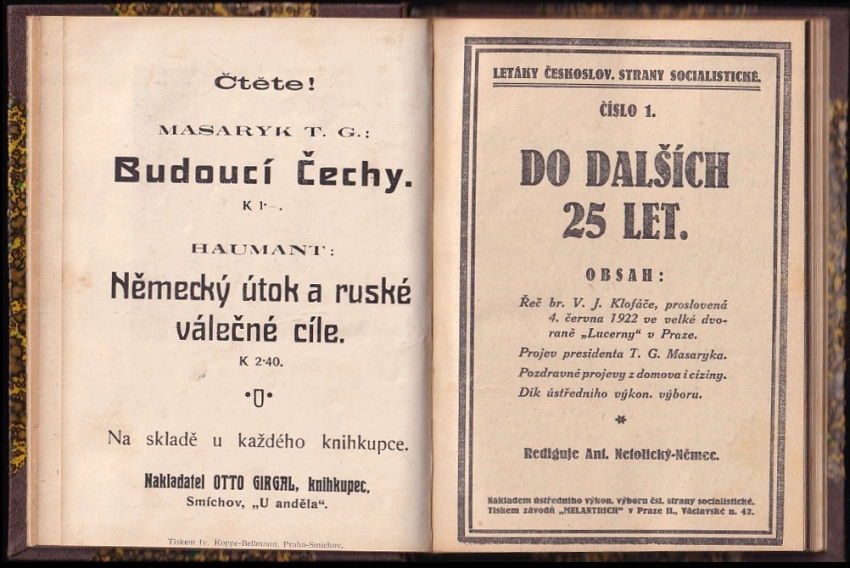 Čtěte!
MASARYK T. G.:
Budoucí Čechy.
K 1·–.
HAUMANT:
Německý útok a ruské
válečné cíle.
K 2·40.
Na skladě u každého knihkupce.
Nakladatel OTTO GIRGAL, knihkupec,
Smíchov, „U anděla“.
Tiskem fy. Koppe-Bellmann, Praha-Smíchov.
LETÁKY ČESKOSLOV. STRANY SOCIALISTICKÉ.
ČÍSLO 1.
DO DALŠÍCH
25 LET.
OBSAH:
Řeč br. V. J. Klofáče, proslovená
4. června 1922 ve velké dvo-
raně „Lucerny“ v Praze.
Projev presidenta T. G. Masaryka.
Pozdravné projevy z domova i ciziny.
Dík ústředního výkon. výboru.
Rediguje Ant. Netolický-Němec.
Nákladem ústředního výkon. výboru čsl. strany socialistické.
Tiskem závodů „MELANTRICH“ v Praze II., Václavské n. 42.